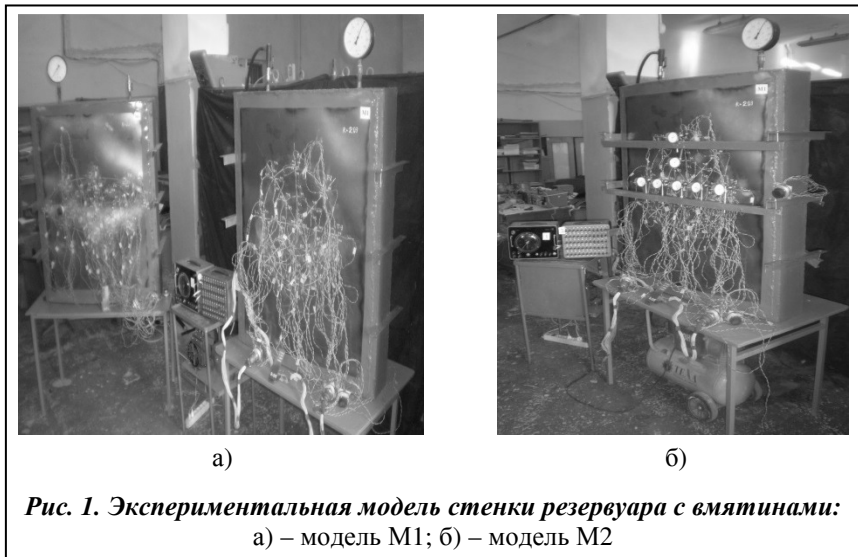 а)
б)
Рис. 1. Экспериментальная модель стенки резервуара с вмятинами:
а) – модель М1; б) – модель М2